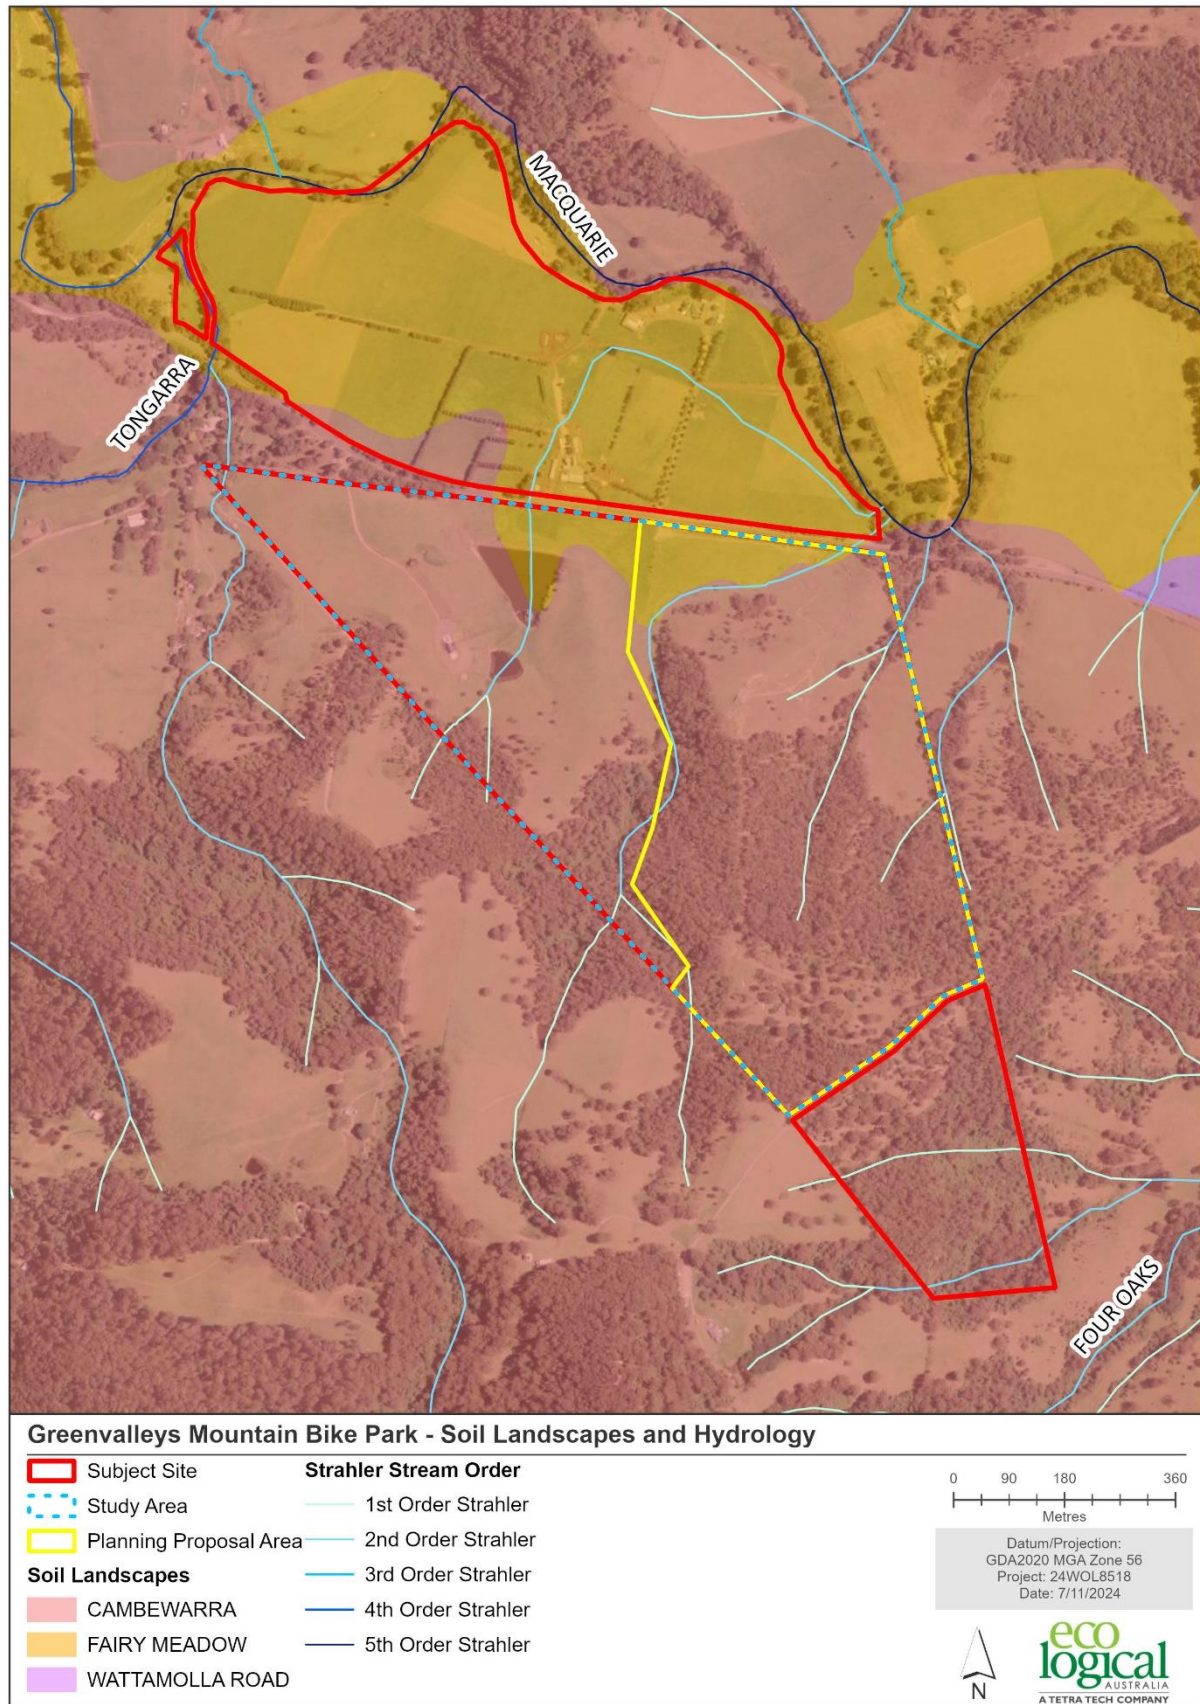 MACQUARIE
TONGARRA
FOUR OAKS
Greenvalleys Mountain Bike Park - Soil Landscapes and Hydrology
Subject Site
Study Area
Planning Proposal Area
Soil Landscapes
CAMBEWARRA
FAIRY MEADOW
WATTAMOLLA ROAD
Strahler Stream Order
1st Order Strahler
2nd Order Strahler
3rd Order Strahler
4th Order Strahler
5th Order Strahler
0 90 180 360
Metres
Datum/Projection:
GDA2020 MGA Zone 56
Project: 24WOL8518
Date: 7/11/2024
N
eco
logical
AUSTRALIA
A TETRA TECH COMPANY